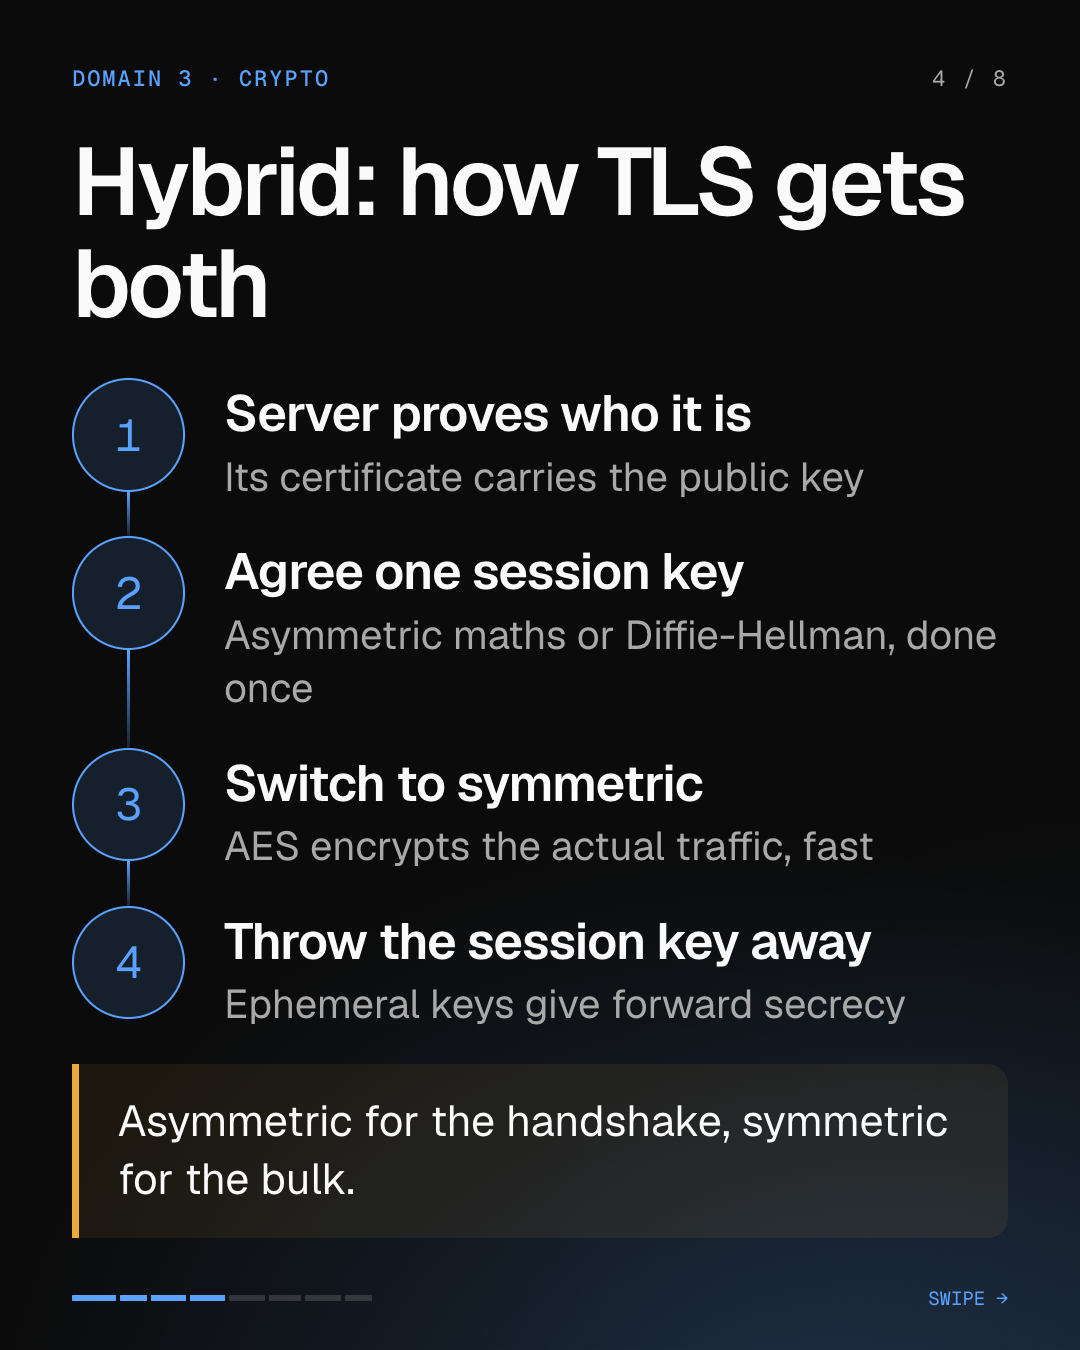 DOMAIN 3 · CRYPTO
4 / 8
Hybrid: how TLS gets
both
1
Server proves who it is
Its certificate carries the public key
2
Agree one session key
Asymmetric maths or Diffie-Hellman, done
once
3
Switch to symmetric
AES encrypts the actual traffic, fast
4
Throw the session key away
Ephemeral keys give forward secrecy
Asymmetric for the handshake, symmetric
for the bulk.
SWIPE →